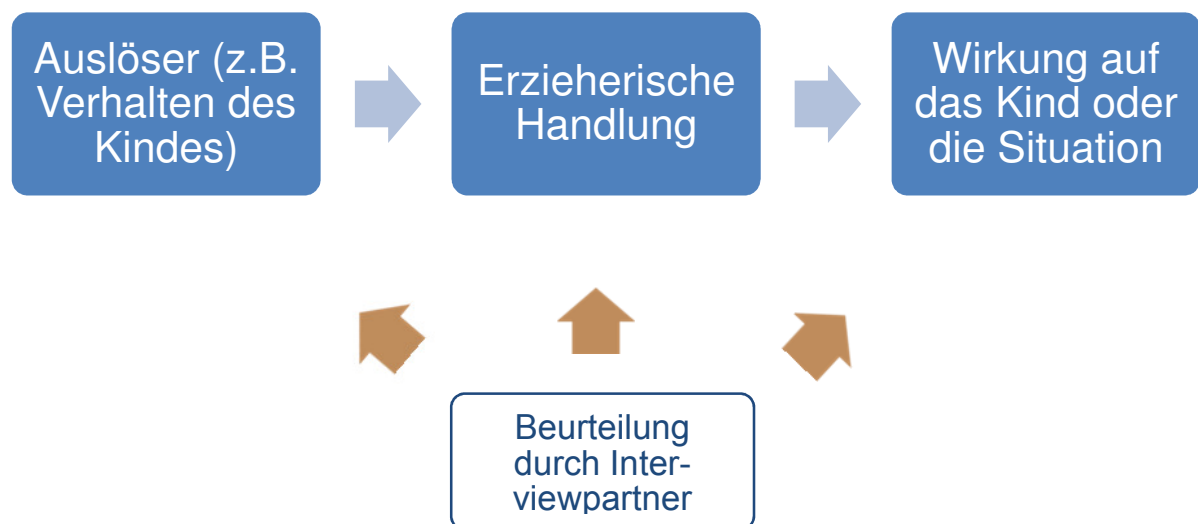 Auslöser (z.B.
Verhalten des
Kindes)
Erzieherische
Handlung
Wirkung auf
das Kind oder
die Situation
Beurteilung
durch Inter-
viewpartner